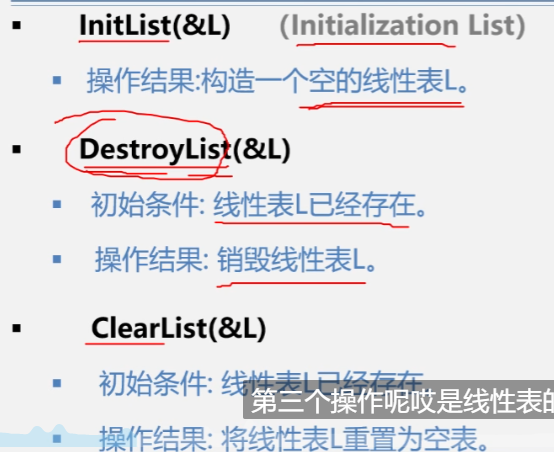 InitList(&L) (Initialization List)
操作结果:构造一个空的线性表L。
DestroyList(&L)
初始条件: 线性表L已经存在。
操作结果: 销毁线性表L。
ClearList(&L)
初始条件: 线性表L已经存在
第三个操作呢哎是线性表的
操作结果: 将线性表L重置为空表。